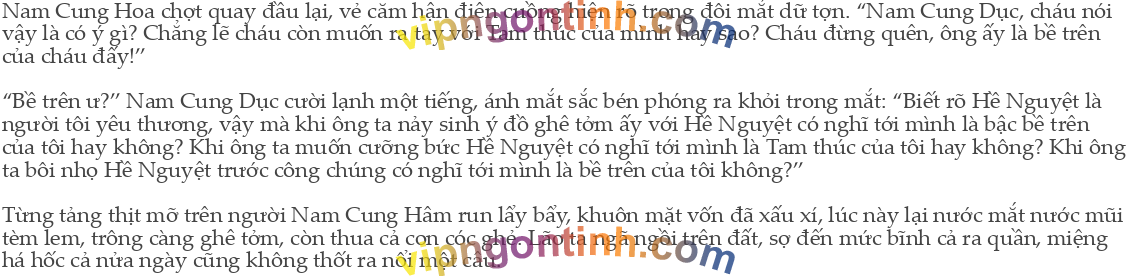 Nam Cung Hoa chợt quay đầu lại, vẻ căm hận điên cuồng hiện rõ trong đôi mắt dữ tợn. “Nam Cung Dục, cháu nói
vậy là có ý gì? Chẳng lẽ cháu còn muốn ra tay với Tam thúc của mình hay sao? Cháu đừng quên, ông ấy là bề trên
của cháu đấy!”
“Bề trên ư?” Nam Cung Dục cười lạnh một tiếng, ánh mắt sắc bén phóng ra khỏi trong mắt: “Biết rõ Hề Nguyệt là
người tôi yêu thương, vậy mà khi ông ta nảy sinh ý đồ ghê tởm ấy với Hề Nguyệt có nghĩ tới mình là bậc bề trên
của tôi hay không? Khi ông ta muốn cưỡng bức Hề Nguyệt có nghĩ tới mình là Tam thúc của tôi hay không? Khi ông
ta bôi nhọ Hề Nguyệt trước công chúng có nghĩ tới mình là bề trên của tôi không?”
Từng tảng thịt mỡ trên người Nam Cung Hâm run lẩy bẩy, khuôn mặt vốn đã xấu xí, lúc này lại nước mắt nước mũi
tèm lem, trông càng ghê tởm, còn thua cả con cóc ghẻ. Lão ta ngã ngồi trên đất, sợ đến mức bĩnh cả ra quần, miệng
há hốc cả nửa ngày cũng không thốt ra nổi một câu.
vipngontinh.com
vipngontinh.com